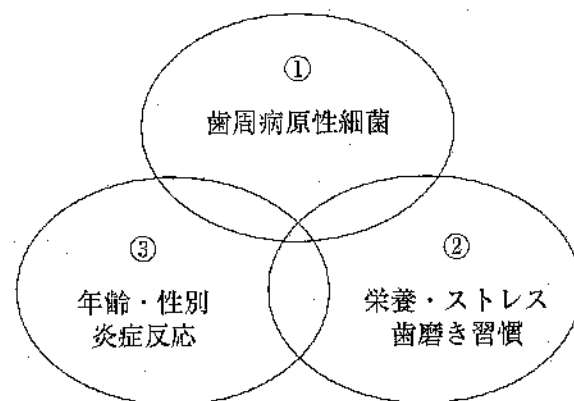 ①
歯周病原性細菌
③
年齢・性別
炎症反応
②
栄養・ストレス
歯磨き習慣